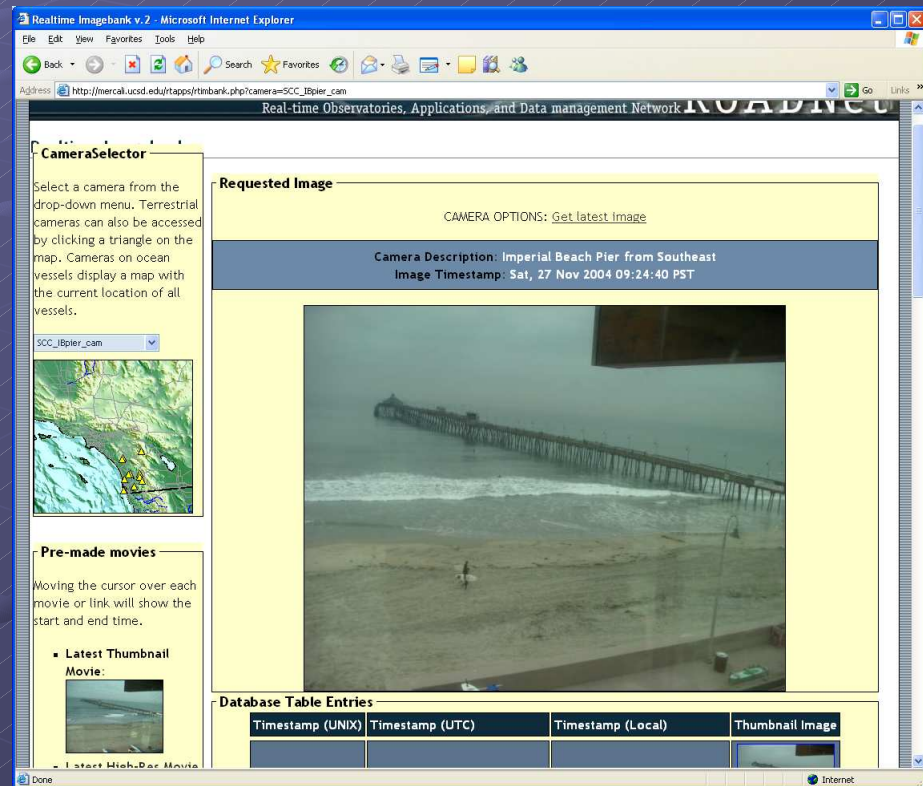 Realtime Imagebank v.2 - Microsoft Internet Explorer
File Edit View Favorites Tools Help
Back Search Favorites
Address http://mercali.ucsd.edu/rtapps/rtimbank.php?camera=SCC_IBpier_cam Go Links »
Real-time Observatories, Applications, and Data management Network ROADNet
CameraSelector
Select a camera from the
drop-down menu. Terrestrial
cameras can also be accessed
by clicking a triangle on the
map. Cameras on ocean
vessels display a map with
the current location of all
vessels.
SCC_IBpier_cam
Pre-made movies
Moving the cursor over each
movie or link will show the
start and end time.
▪ Latest Thumbnail
Movie:
▪ Latest High-Res Movie
Requested Image
CAMERA OPTIONS: Get latest image
Camera Description: Imperial Beach Pier from Southeast
Image Timestamp: Sat, 27 Nov 2004 09:24:40 PST
Database Table Entries
Timestamp (UNIX) Timestamp (UTC) Timestamp (Local) Thumbnail Image
Done Internet